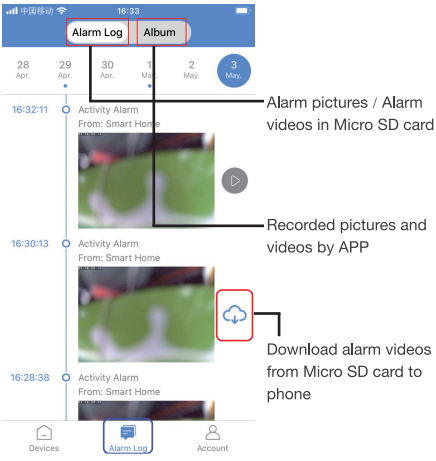 中国移动 16:33
Alarm Log Album
28 29 30 1 2 3
Apr. Apr. Apr. May. May. May.
16:32:11 Activity Alarm
From: Smart Home
Alarm pictures / Alarm
videos in Micro SD card
Recorded pictures and
videos by APP
16:30:13 Activity Alarm
From: Smart Home
Download alarm videos
from Micro SD card to
phone
16:28:38 Activity Alarm
From: Smart Home
Devices Alarm Log Account